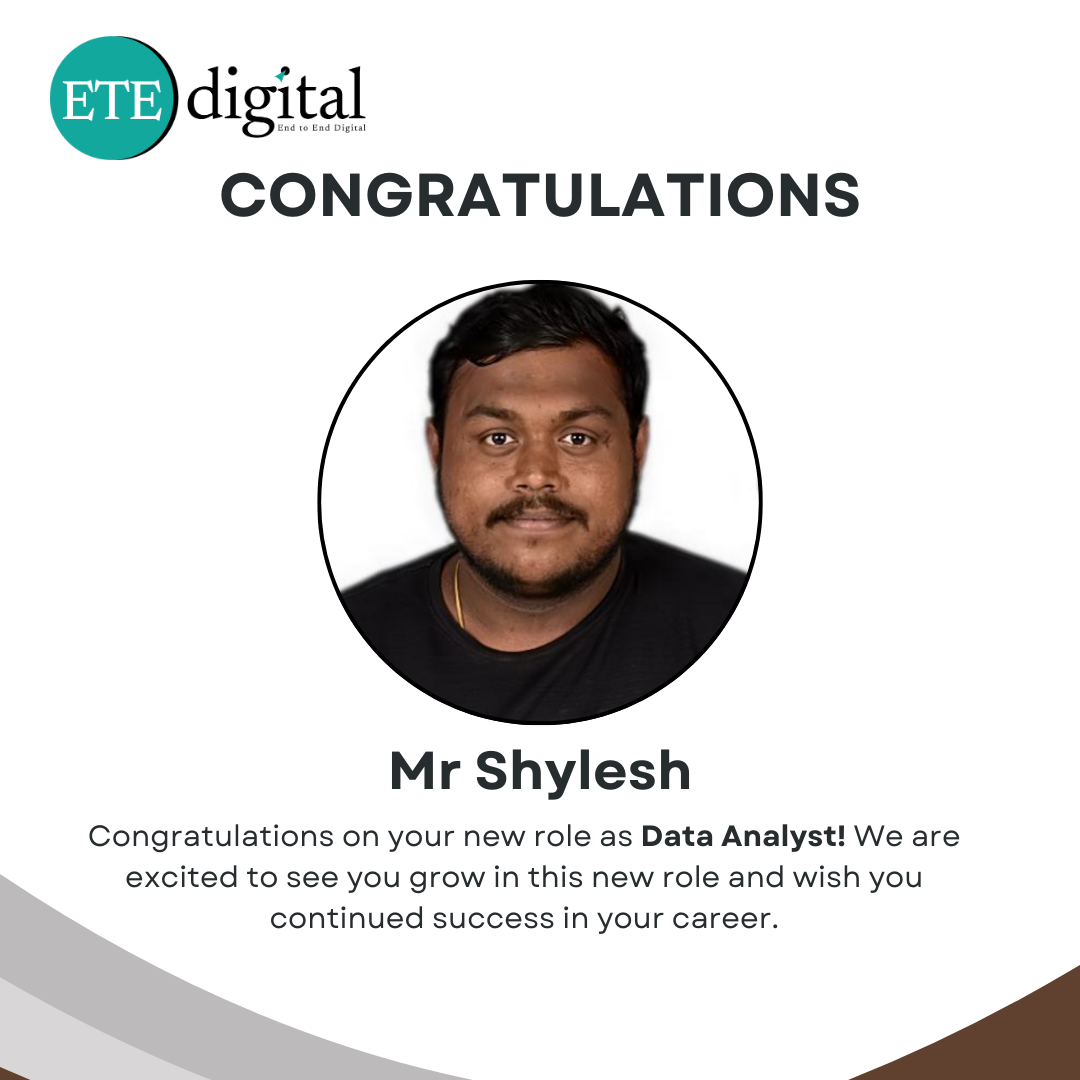 ETE digital
End to End Digital
CONGRATULATIONS
Mr Shylesh
Congratulations on your new role as Data Analyst! We are
excited to see you grow in this new role and wish you
continued success in your career.